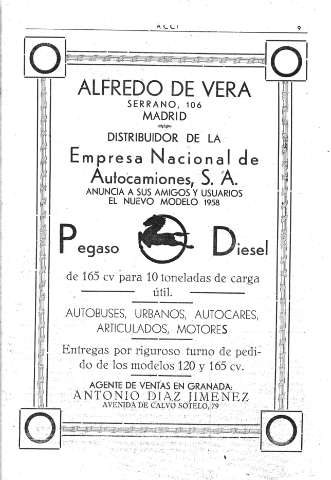 ACCI 9
ALFREDO DE VERA
SERRANO, 106
MADRID
DISTRIBUIDOR DE LA
Empresa Nacional de
Autocamiones, S. A.
ANUNCIA A SUS AMIGOS Y USUARIOS
EL NUEVO MODELO 1958
Pegaso Diesel
de 165 cv para 10 toneladas de carga
útil.
AUTOBUSES, URBANOS, AUTOCARES,
ARTICULADOS, MOTORES
Entregas por riguroso turno de pedi-
do de los modelos 120 y 165 cv.
AGENTE DE VENTAS EN GRANADA:
ANTONIO DIAZ JIMENEZ
AVENIDA DE CALVO SOTELO, 79